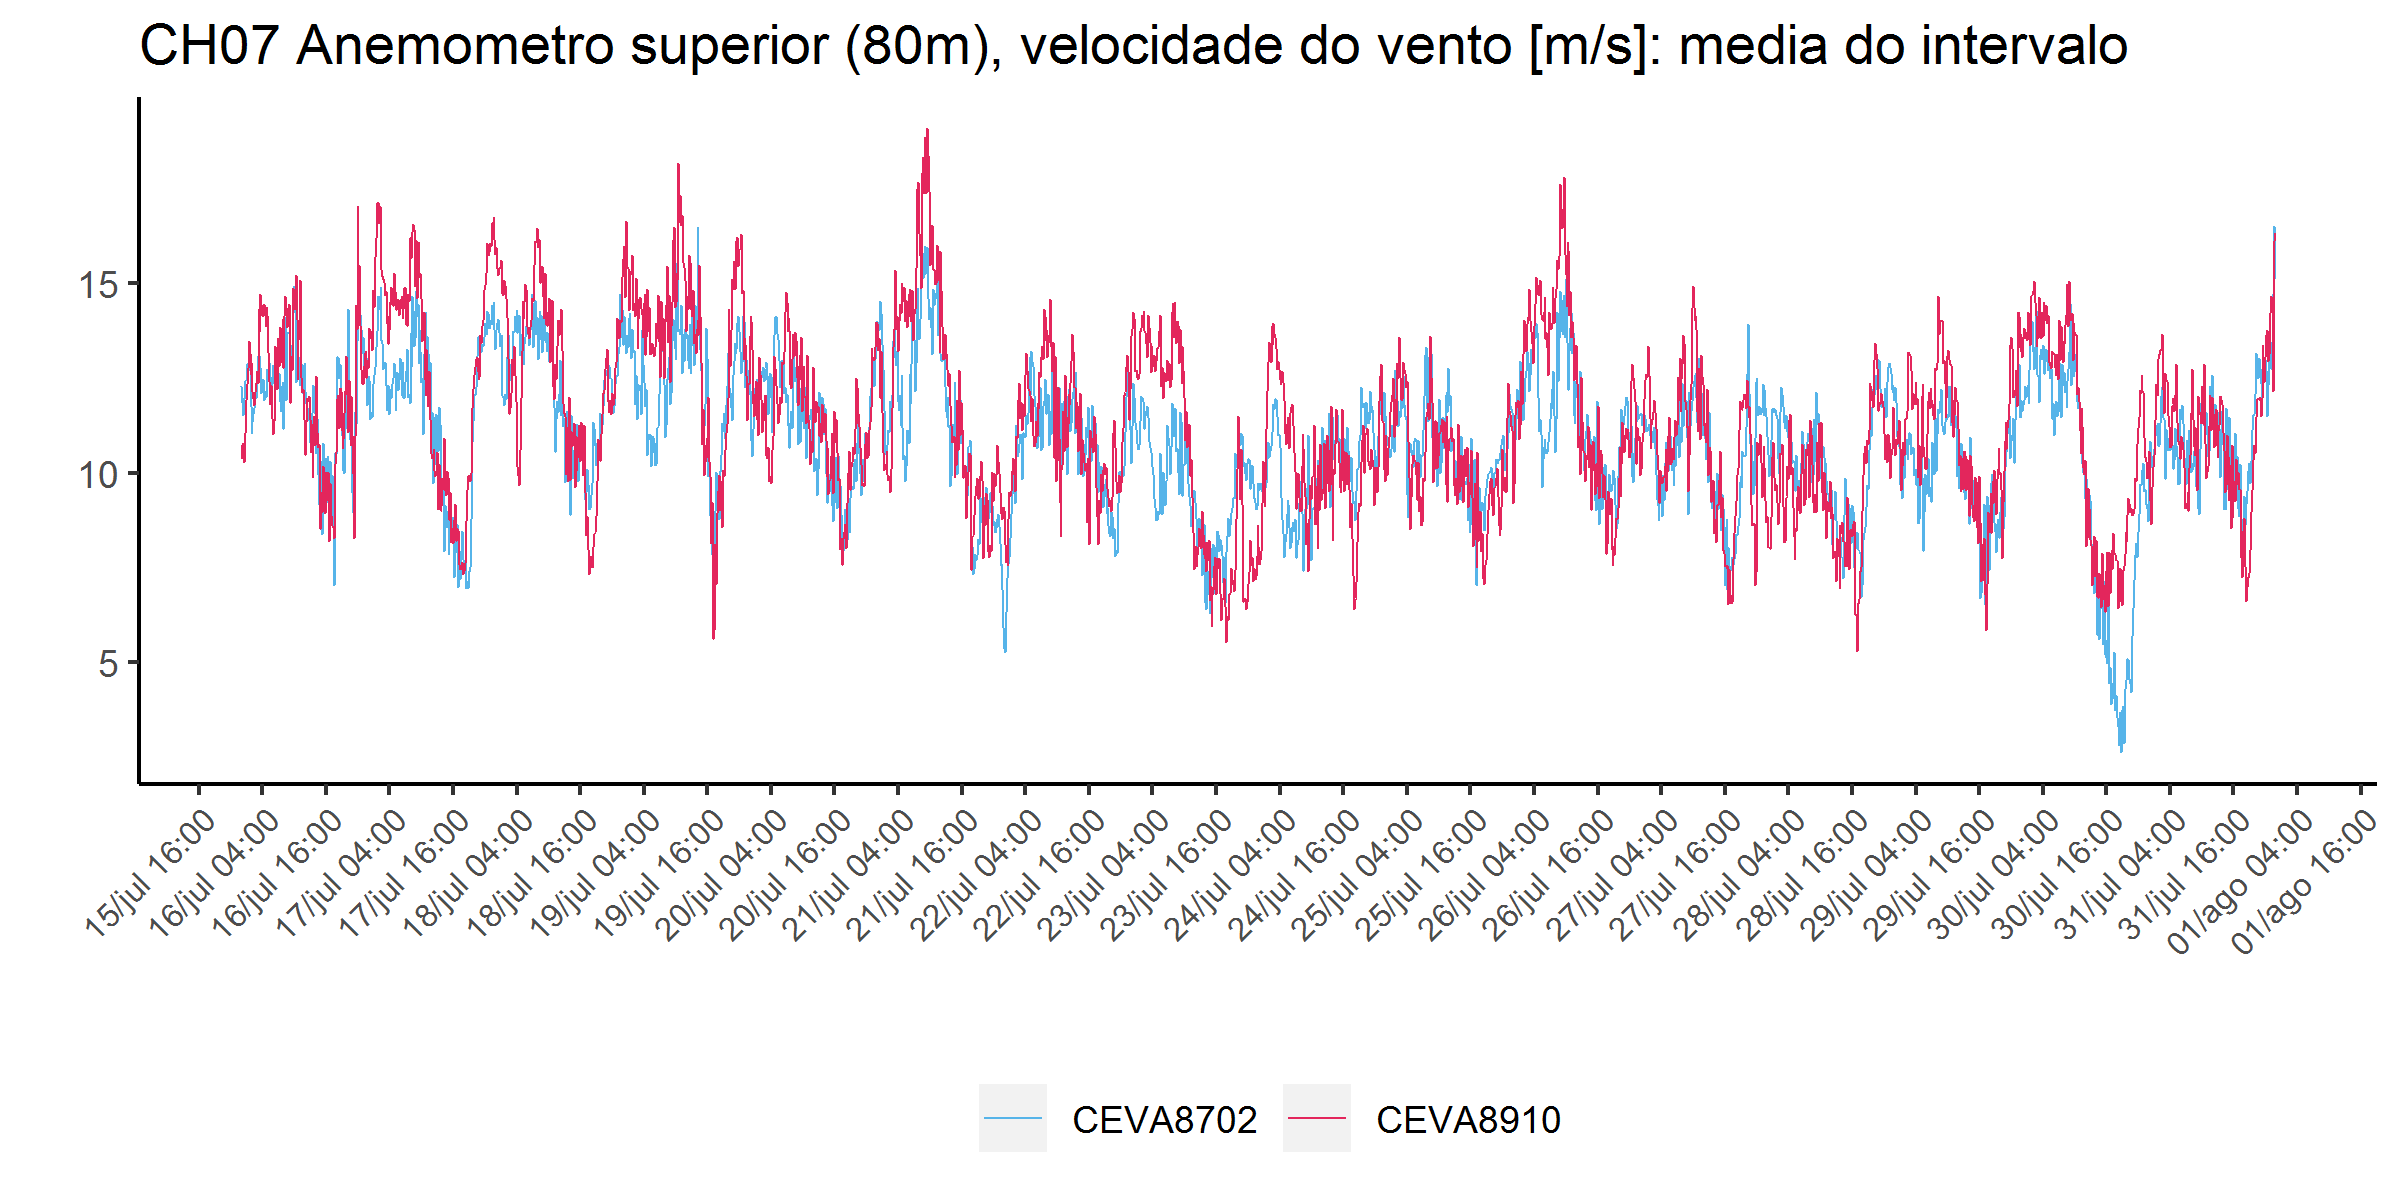 CH07 Anemometro superior (80m), velocidade do vento [m/s]: media do intervalo
15
10
5
15/jul 16:00
16/jul 04:00
16/jul 16:00
17/jul 04:00
17/jul 16:00
18/jul 04:00
18/jul 16:00
19/jul 04:00
19/jul 16:00
20/jul 04:00
20/jul 16:00
21/jul 04:00
21/jul 16:00
22/jul 04:00
22/jul 16:00
23/jul 04:00
23/jul 16:00
24/jul 04:00
24/jul 16:00
25/jul 04:00
25/jul 16:00
26/jul 04:00
26/jul 16:00
27/jul 04:00
27/jul 16:00
28/jul 04:00
28/jul 16:00
29/jul 04:00
29/jul 16:00
30/jul 04:00
30/jul 16:00
31/jul 04:00
31/jul 16:00
01/ago 04:00
01/ago 16:00
CEVA8702
CEVA8910